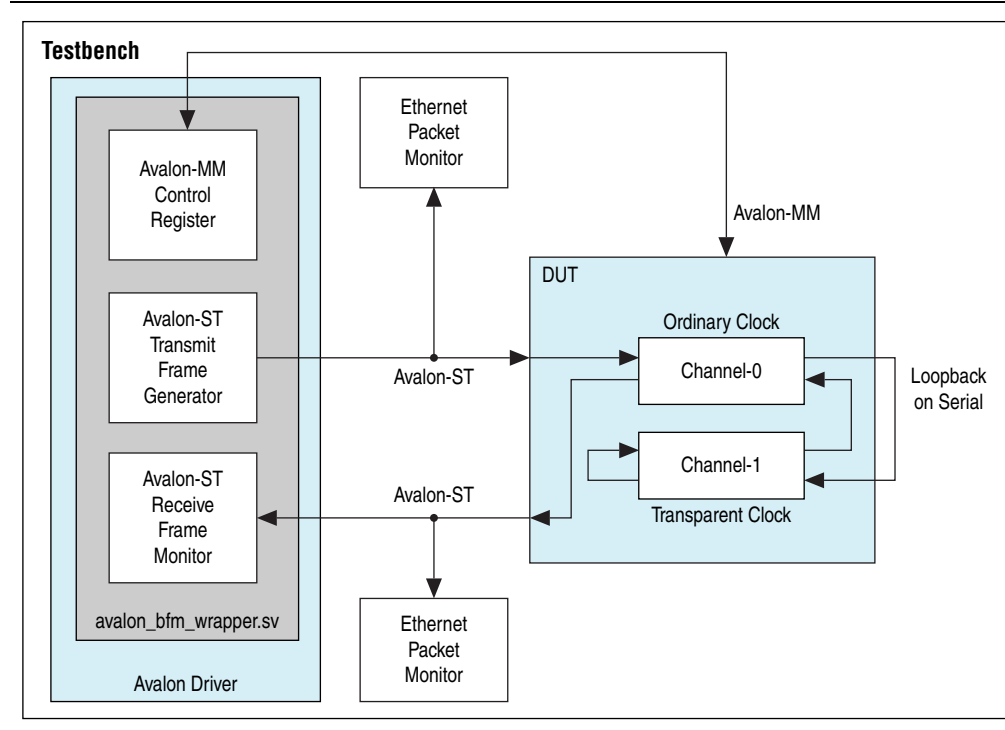 Testbench
Avalon-MM
Control
Register
Avalon-ST
Transmit
Frame
Generator
Avalon-ST
Receive
Frame
Monitor
avalon_bfm_wrapper.sv
Avalon Driver
Ethernet
Packet
Monitor
Avalon-ST
Avalon-ST
Ethernet
Packet
Monitor
Avalon-MM
DUT
Ordinary Clock
Channel-0
Channel-1
Transparent Clock
Loopback
on Serial